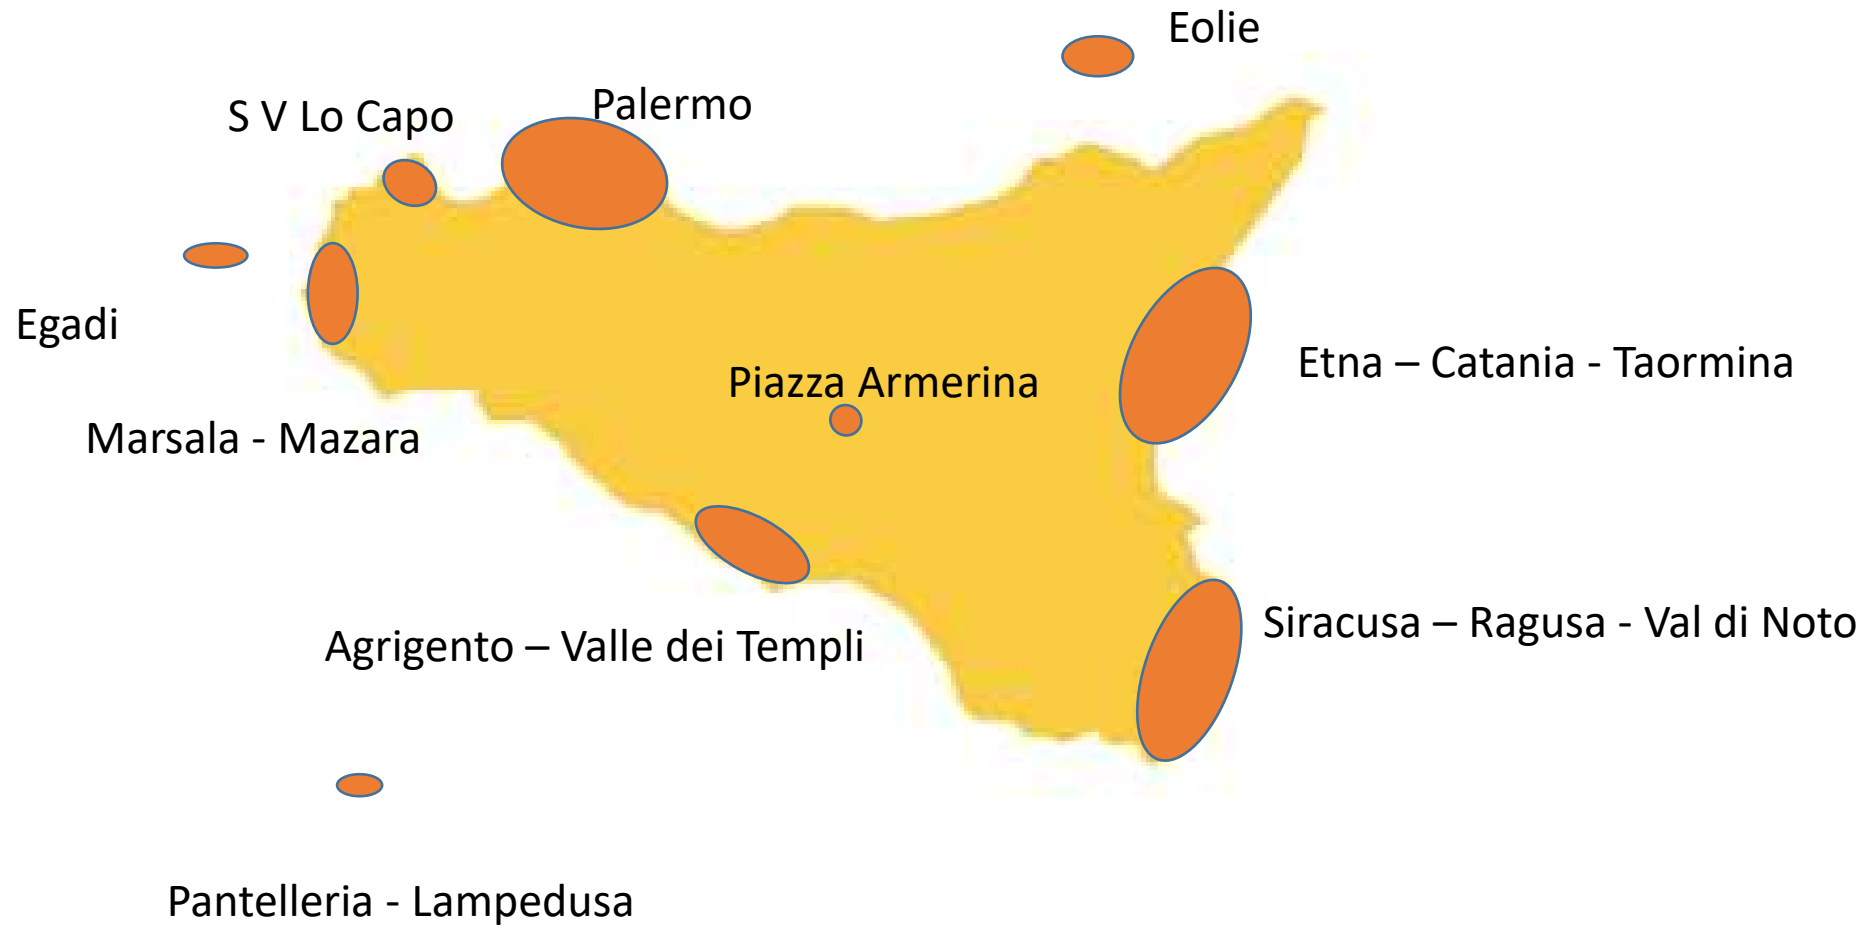 Eolie
Palermo
S V Lo Capo
Egadi
Etna – Catania - Taormina
Piazza Armerina
Marsala - Mazara
Siracusa – Ragusa - Val di Noto
Agrigento – Valle dei Templi
Pantelleria - Lampedusa